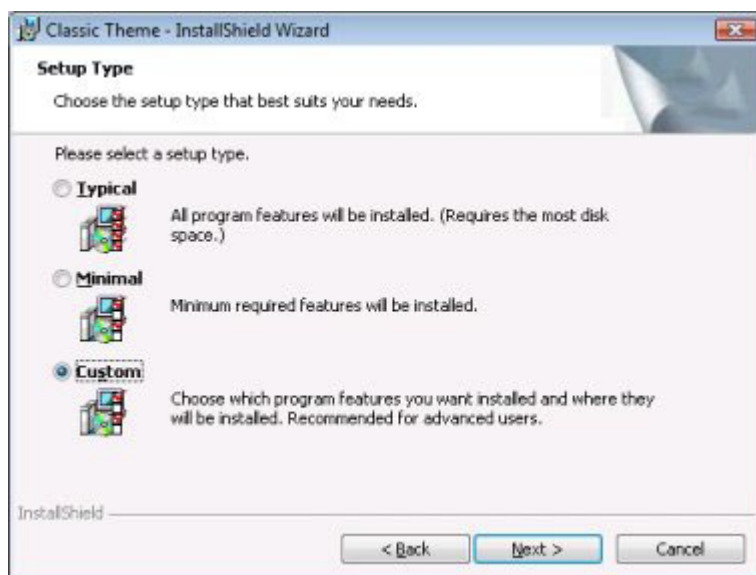 Classic Theme - InstallShield Wizard
Setup Type
Choose the setup type that best suits your needs.
Please select a setup type.
Typical
All program features will be installed. (Requires the most disk
space.)
Minimal
Minimum required features will be installed.
Custom
Choose which program features you want installed and where they
will be installed. Recommended for advanced users.
InstallShield
< Back
Next >
Cancel